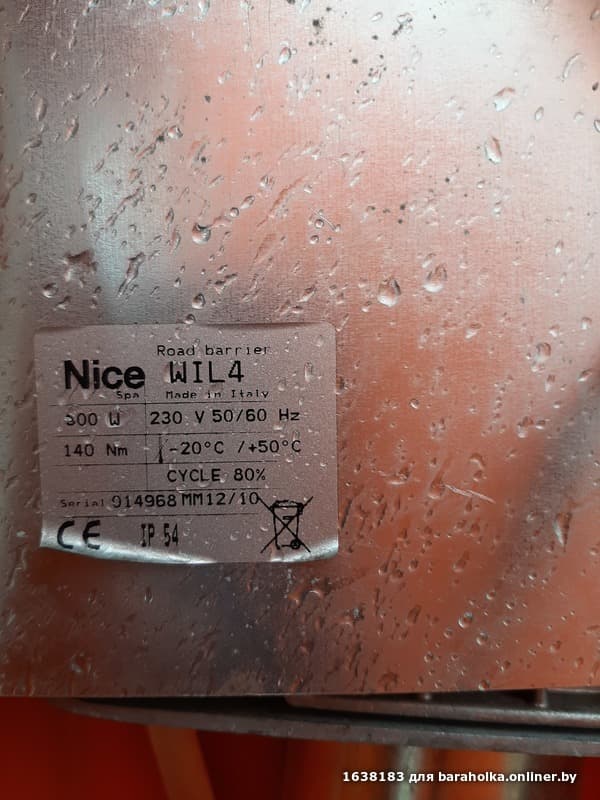 Road barrier
Nice WIL4
Spa Made in Italy
300 W 230 V 50/60 Hz
140 Nm -20°C /+50°C
CYCLE 80%
Serial 914968 MM12/10
CE IP 54
1638183 для baraholka.onliner.by